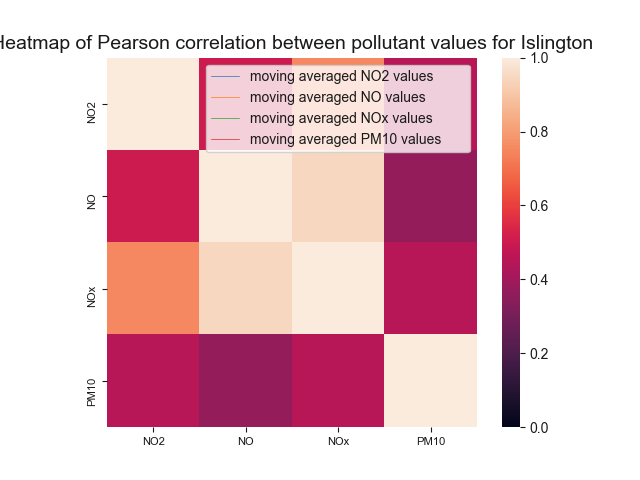 Heatmap of Pearson correlation between pollutant values for Islington
moving averaged NO2 values
moving averaged NO values
moving averaged NOx values
moving averaged PM10 values
NO2
NO
NOx
PM10
NO2 NO NOx PM10
1.0
0.8
0.6
0.4
0.2
0.0